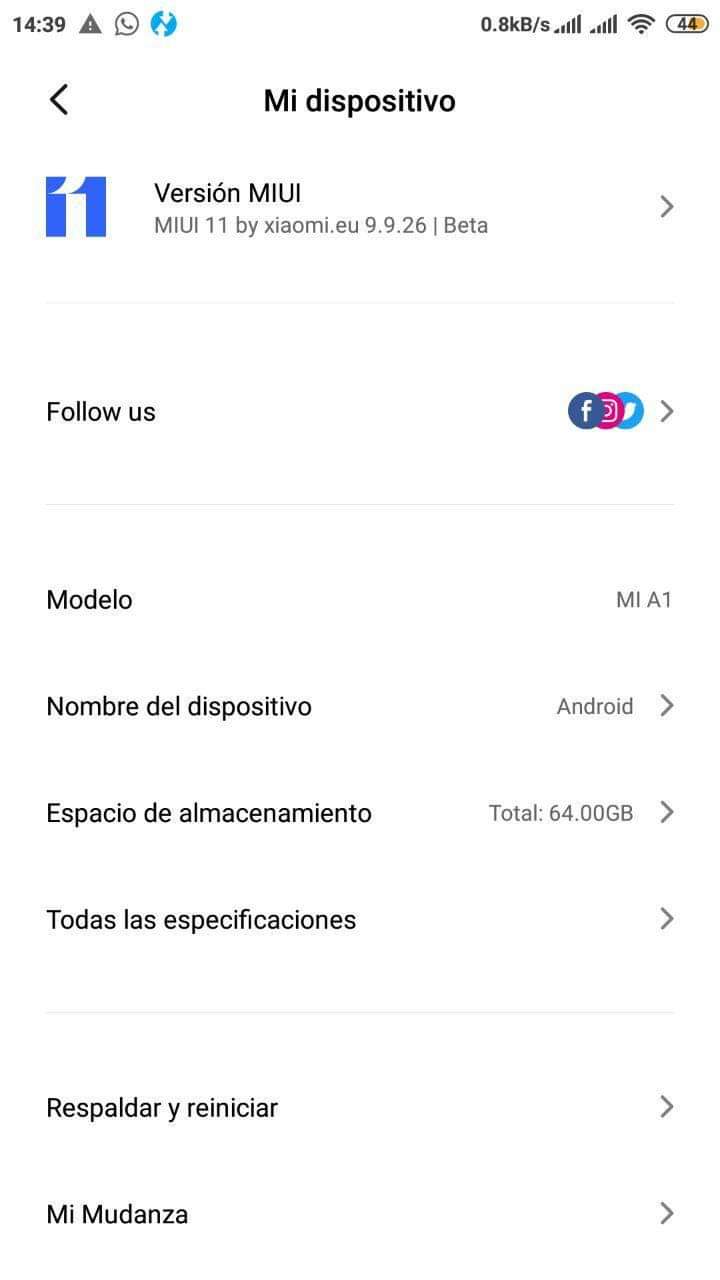 14:39 0.8kB/s 44
Mi dispositivo
11
Versión MIUI
MIUI 11 by xiaomi.eu 9.9.26 | Beta
Follow us
Modelo MI A1
Nombre del dispositivo Android
Espacio de almacenamiento Total: 64.00GB
Todas las especificaciones
Respaldar y reiniciar
Mi Mudanza